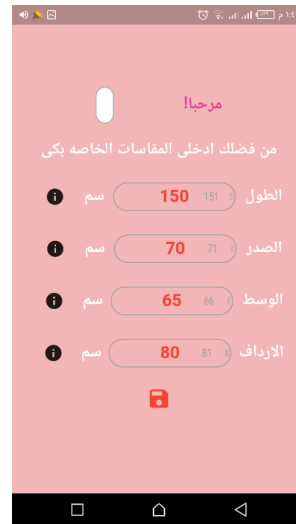 مرحبا!
من فضلك ادخلى المقاسات الخاصه بكى
الطول 151 150 سم
الصدر 71 70 سم
الوسط 66 65 سم
الارداف 81 80 سم